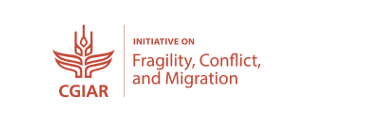 INITIATIVE ON
Fragility, Conflict,
and Migration
CGIAR